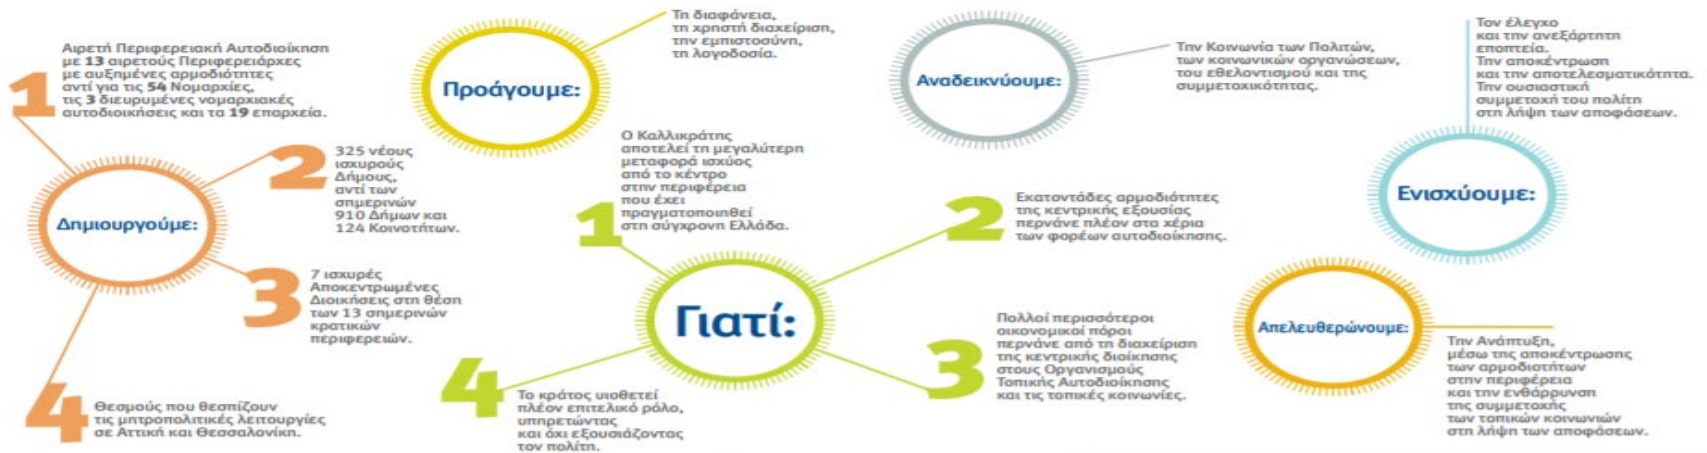 Δημιουργούμε:
1
Αιρετή Περιφερειακή Αυτοδιοίκηση
με 13 αιρετούς Περιφερειάρχες
με αυξημένες αρμοδιότητες
αντί για τις 54 Νομαρχίες,
τις 3 διευρυμένες νομαρχιακές
αυτοδιοικήσεις και τα 19 επαρχεία.
2
325 νέους
ισχυρούς
Δήμους,
αντί των
σημερινών
910 Δήμων και
124 Κοινοτήτων.
3
7 ισχυρές
Αποκεντρωμένες
Διοικήσεις στη θέση
των 13 σημερινών
κρατικών
περιφερειών.
4
Θεσμούς που θεσπίζουν
τις μητροπολιτικές λειτουργίες
σε Αττική και Θεσσαλονίκη.
Προάγουμε:
Τη διαφάνεια,
τη χρηστή διαχείριση,
την εμπιστοσύνη,
τη λογοδοσία.
Γιατί:
1
Ο Καλλικράτης
αποτελεί τη μεγαλύτερη
μεταφορά ισχύος
από το κέντρο
στην περιφέρεια
που έχει
πραγματοποιηθεί
στη σύγχρονη Ελλάδα.
2
Εκατοντάδες αρμοδιότητες
της κεντρικής εξουσίας
περνάνε πλέον στα χέρια
των φορέων αυτοδιοίκησης.
3
Πολλοί περισσότεροι
οικονομικοί πόροι
περνάνε από τη διαχείριση
της κεντρικής διοίκησης
στους Οργανισμούς
Τοπικής Αυτοδιοίκησης
και τις τοπικές κοινωνίες.
4
Το κράτος υιοθετεί
πλέον επιτελικό ρόλο,
υπηρετώντας
και όχι εξουσιάζοντας
τον πολίτη.
Αναδεικνύουμε:
Την Κοινωνία των Πολιτών,
των κοινωνικών οργανώσεων,
του εθελοντισμού και της
συμμετοχικότητας.
Ενισχύουμε:
Τον έλεγχο
και την ανεξάρτητη
εποπτεία.
Την αποκέντρωση
και την αποτελεσματικότητα.
Την ουσιαστική
συμμετοχή του πολίτη
στη λήψη των αποφάσεων.
Απελευθερώνουμε:
Την Ανάπτυξη,
μέσω της αποκέντρωσης
των αρμοδιοτήτων
στην περιφέρεια
και την ενθάρρυνση
της συμμετοχής
των τοπικών κοινωνιών
στη λήψη των αποφάσεων.